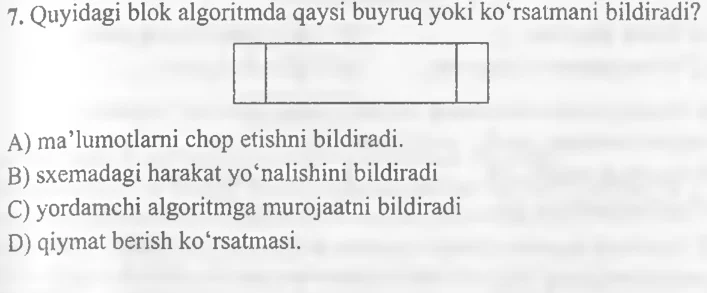 7. Quyidagi blok algoritmda qaysi buyruq yoki ko‘rsatmani bildiradi?
A) ma’lumotlarni chop etishni bildiradi.
B) sxemadagi harakat yo‘nalishini bildiradi
C) yordamchi algoritmga murojaatni bildiradi
D) qiymat berish ko‘rsatmasi.